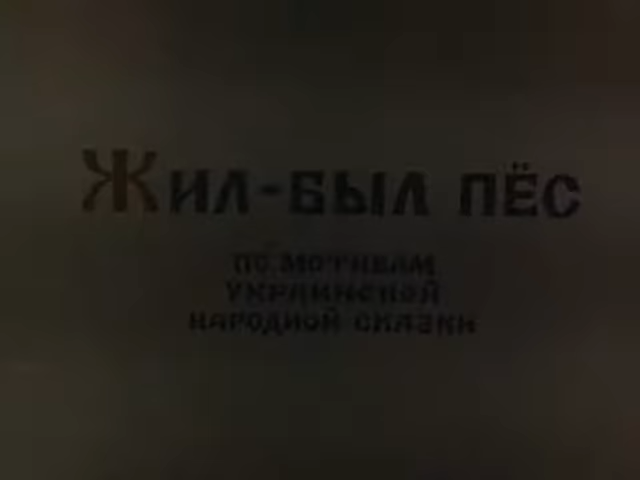 Жил-был пёс
по мотивам
украинской
народной сказки